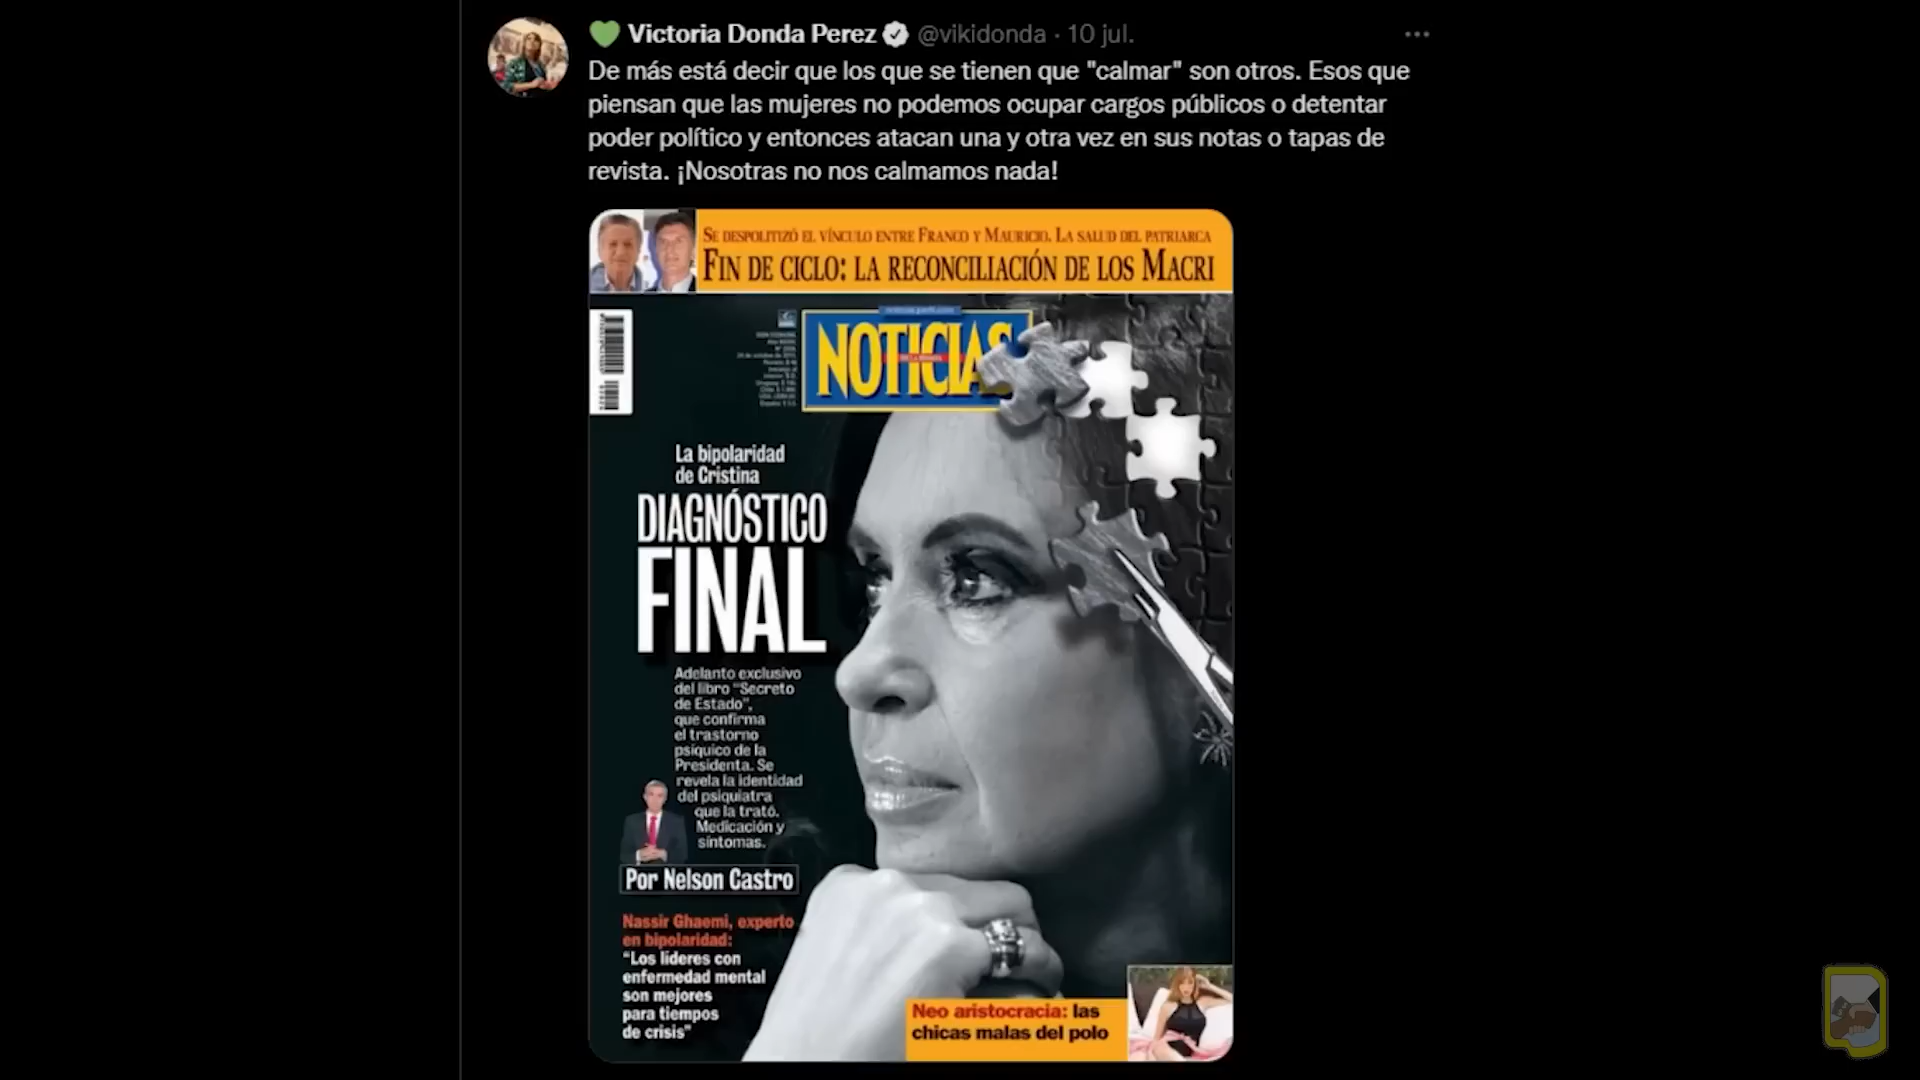 Victoria Donda Perez @vikidonda · 10 jul.
De más está decir que los que se tienen que "calmar" son otros. Esos que
piensan que las mujeres no podemos ocupar cargos públicos o detentar
poder político y entonces atacan una y otra vez en sus notas o tapas de
revista. ¡Nosotras no nos calmamos nada!
Se despolitizó el vínculo entre Franco y Mauricio. La salud del patriarca
Fin de ciclo: la reconciliación de los Macri
NOTICIAS
La bipolaridad
de Cristina
DIAGNÓSTICO
FINAL
Adelanto exclusivo
del libro "Secreto
de Estado",
que confirma
el trastorno
psíquico de la
Presidenta. Se
revela la identidad
del psiquiatra
que la trató.
Medicación y
síntomas.
Por Nelson Castro
Nassir Ghaemi, experto
en bipolaridad:
"Los líderes con
enfermedad mental
son mejores
para tiempos
de crisis"
Neo aristocracia: las
chicas malas del polo